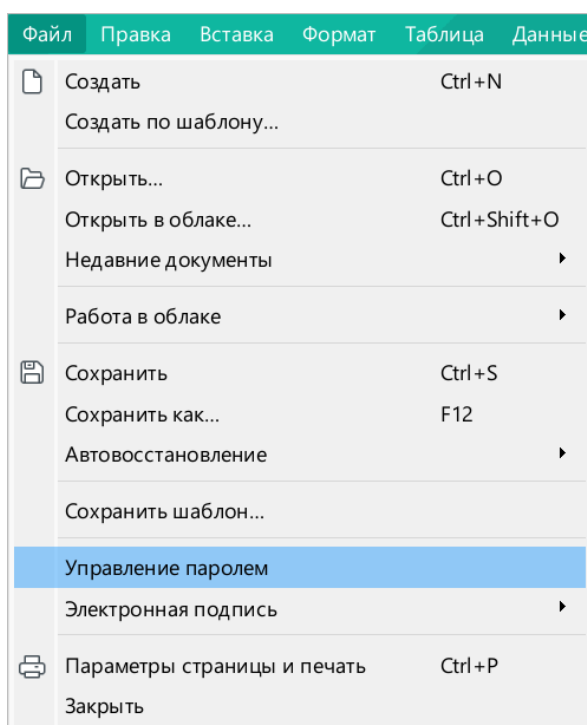 Файл Правка Вставка Формат Таблица Данные
Создать Ctrl+N
Создать по шаблону...
Открыть... Ctrl+O
Открыть в облаке... Ctrl+Shift+O
Недавние документы
Работа в облаке
Сохранить Ctrl+S
Сохранить как... F12
Автовосстановление
Сохранить шаблон...
Управление паролем
Электронная подпись
Параметры страницы и печать Ctrl+P
Закрыть